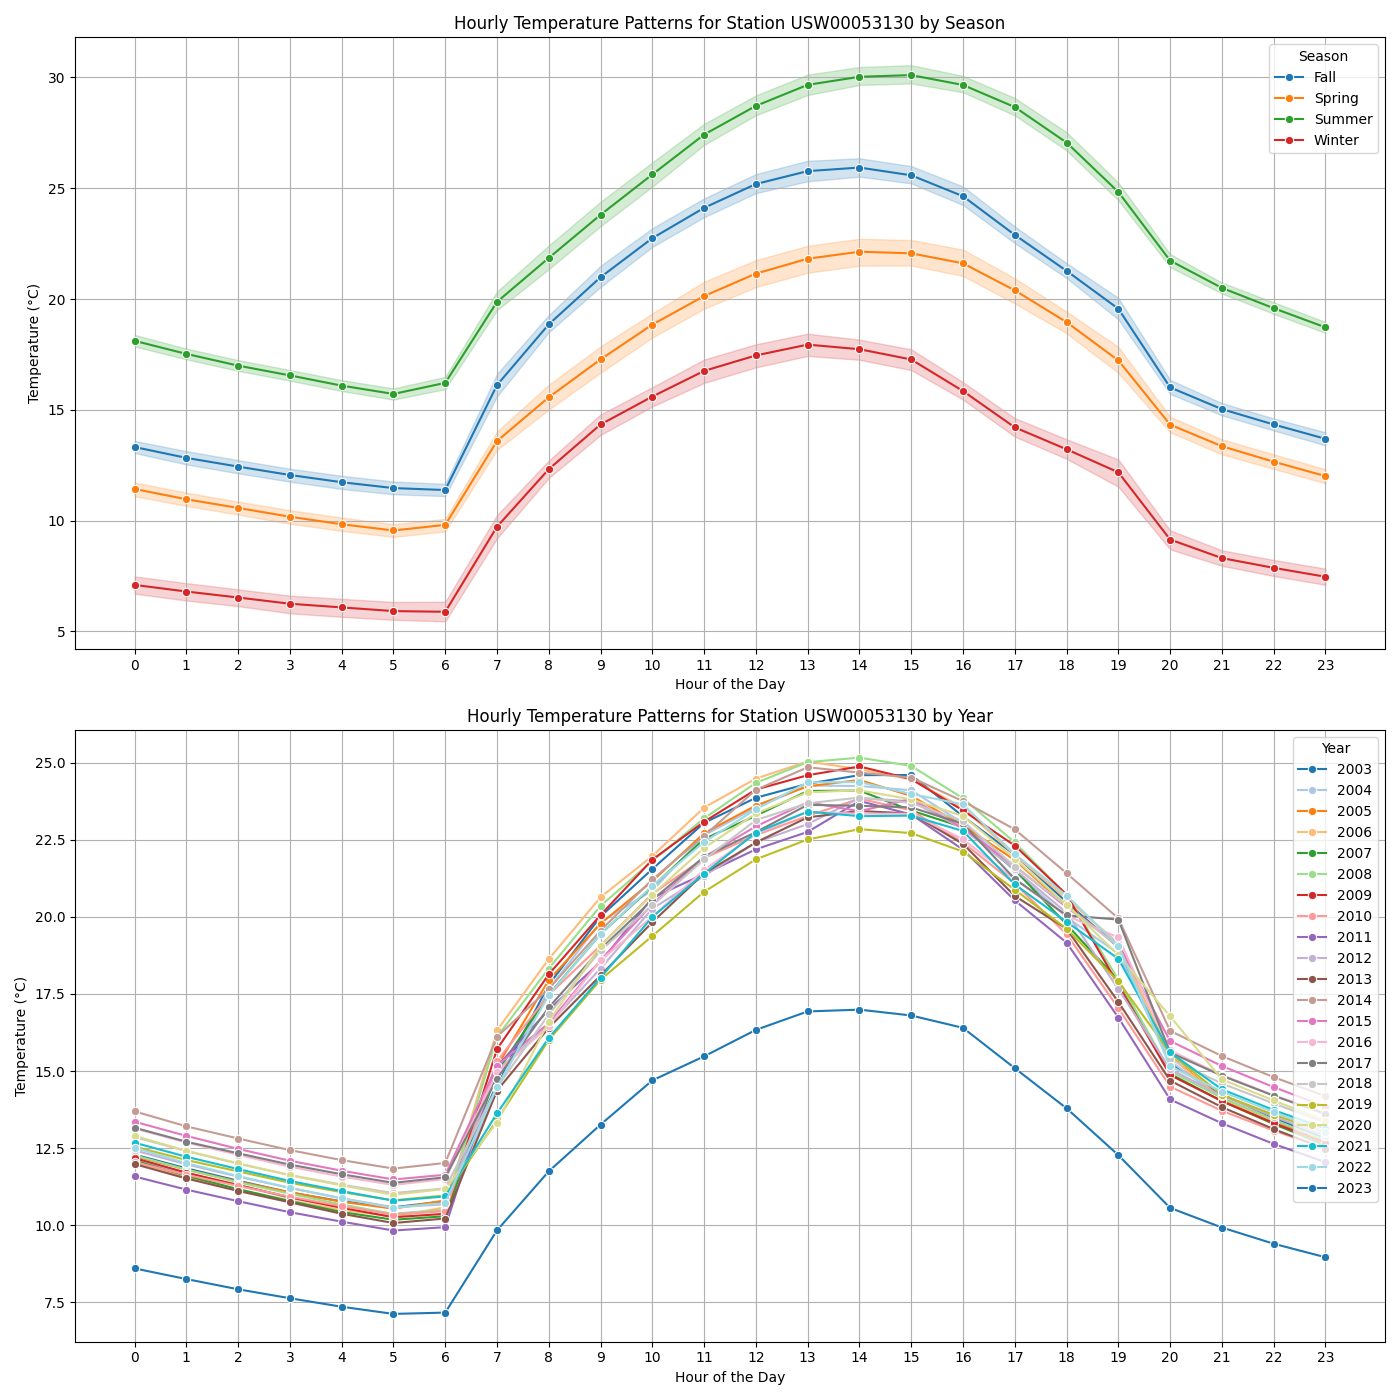 Hourly Temperature Patterns for Station USW00053130 by Season
Temperature (°C)
30
25
20
15
10
5
Season
Fall
Spring
Summer
Winter
0 1 2 3 4 5 6 7 8 9 10 11 12 13 14 15 16 17 18 19 20 21 22 23
Hour of the Day
Hourly Temperature Patterns for Station USW00053130 by Year
Temperature (°C)
25.0
22.5
20.0
17.5
15.0
12.5
10.0
7.5
Year
2003
2004
2005
2006
2007
2008
2009
2010
2011
2012
2013
2014
2015
2016
2017
2018
2019
2020
2021
2022
2023
0 1 2 3 4 5 6 7 8 9 10 11 12 13 14 15 16 17 18 19 20 21 22 23
Hour of the Day